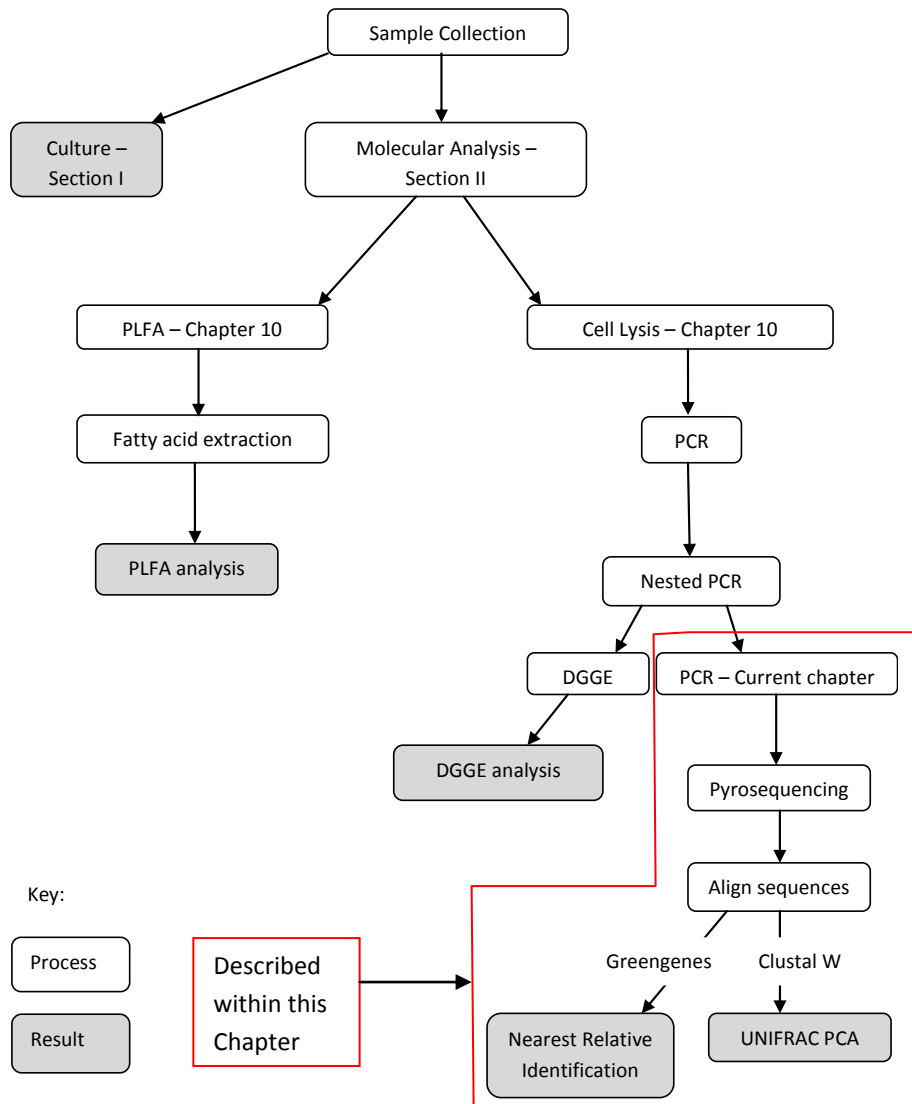 Sample Collection
Culture –
Section I
Molecular Analysis –
Section II
PLFA – Chapter 10
Cell Lysis – Chapter 10
Fatty acid extraction
PCR
PLFA analysis
Nested PCR
DGGE
PCR – Current chapter
DGGE analysis
Pyrosequencing
Align sequences
Key:
Process
Result
Described
within this
Chapter
Greengenes
Clustal W
Nearest Relative
Identification
UNIFRAC PCA